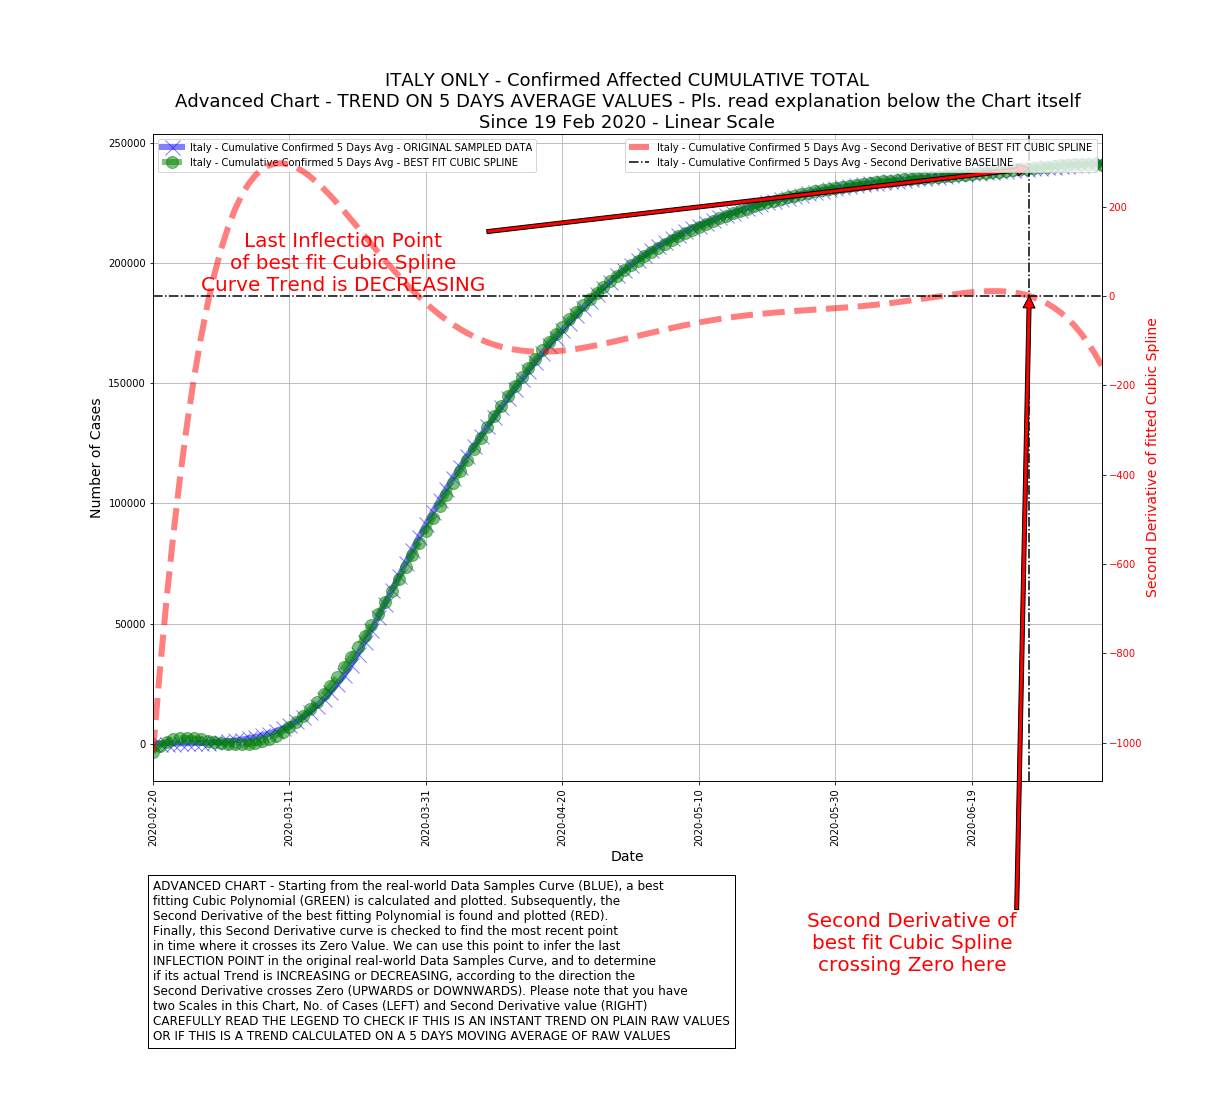 ITALY ONLY - Confirmed Affected CUMULATIVE TOTAL
Advanced Chart - TREND ON 5 DAYS AVERAGE VALUES - Pls. read explanation below the Chart itself
Since 19 Feb 2020 - Linear Scale
Italy - Cumulative Confirmed 5 Days Avg - ORIGINAL SAMPLED DATA
Italy - Cumulative Confirmed 5 Days Avg - BEST FIT CUBIC SPLINE
Italy - Cumulative Confirmed 5 Days Avg - Second Derivative of BEST FIT CUBIC SPLINE
Italy - Cumulative Confirmed 5 Days Avg - Second Derivative BASELINE
Last Inflection Point
of best fit Cubic Spline
Curve Trend is DECREASING
Number of Cases
250000
200000
150000
100000
50000
0
200
0
−200
−400
−600
−800
−1000
Second Derivative of fitted Cubic Spline
2020-02-20
2020-03-11
2020-03-31
2020-04-20
2020-05-10
2020-05-30
2020-06-19
Date
ADVANCED CHART - Starting from the real-world Data Samples Curve (BLUE), a best
fitting Cubic Polynomial (GREEN) is calculated and plotted. Subsequently, the
Second Derivative of the best fitting Polynomial is found and plotted (RED).
Finally, this Second Derivative curve is checked to find the most recent point
in time where it crosses its Zero Value. We can use this point to infer the last
INFLECTION POINT in the original real-world Data Samples Curve, and to determine
if its actual Trend is INCREASING or DECREASING, according to the direction the
Second Derivative crosses Zero (UPWARDS or DOWNWARDS). Please note that you have
two Scales in this Chart, No. of Cases (LEFT) and Second Derivative value (RIGHT)
CAREFULLY READ THE LEGEND TO CHECK IF THIS IS AN INSTANT TREND ON PLAIN RAW VALUES
OR IF THIS IS A TREND CALCULATED ON A 5 DAYS MOVING AVERAGE OF RAW VALUES
Second Derivative of
best fit Cubic Spline
crossing Zero here